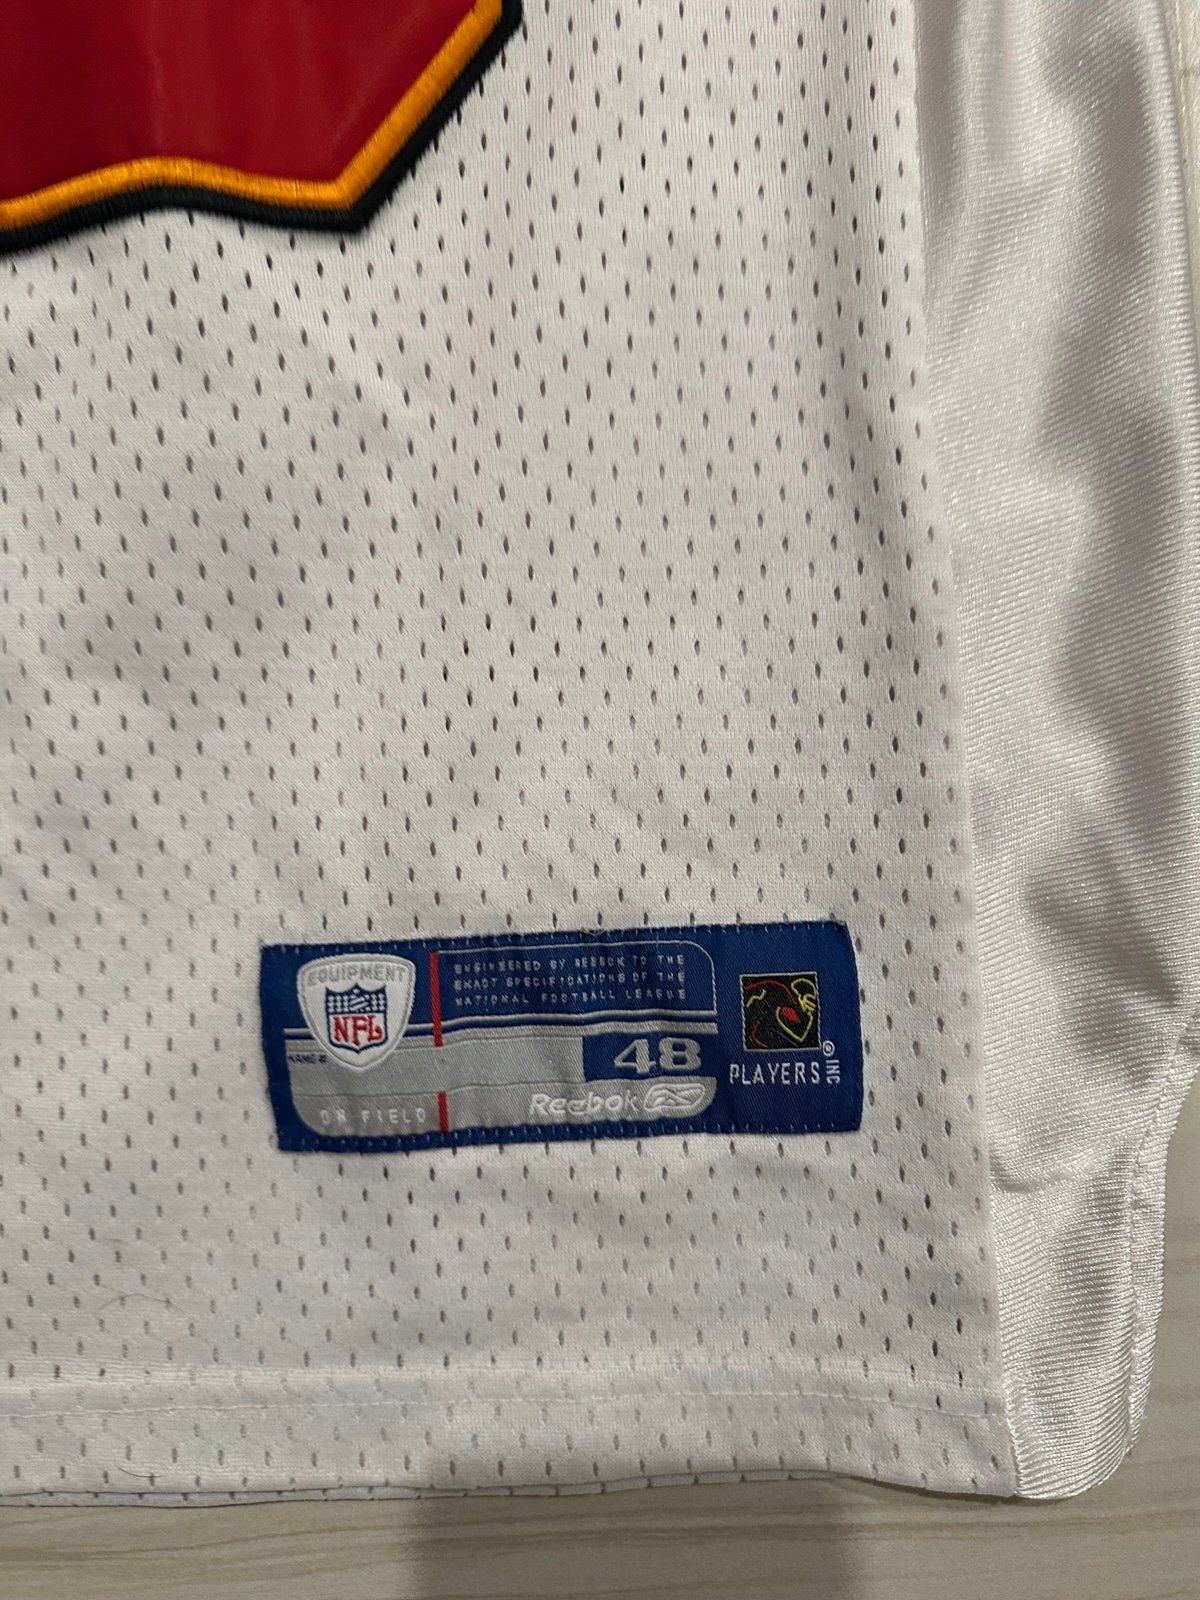 EQUIPMENT
NFL
ENGINEERED BY REEBOK TO THE
EXACT SPECIFICATIONS OF THE
NATIONAL FOOTBALL LEAGUE
NAME #
48
ON FIELD
Reebok
PLAYERS INC®